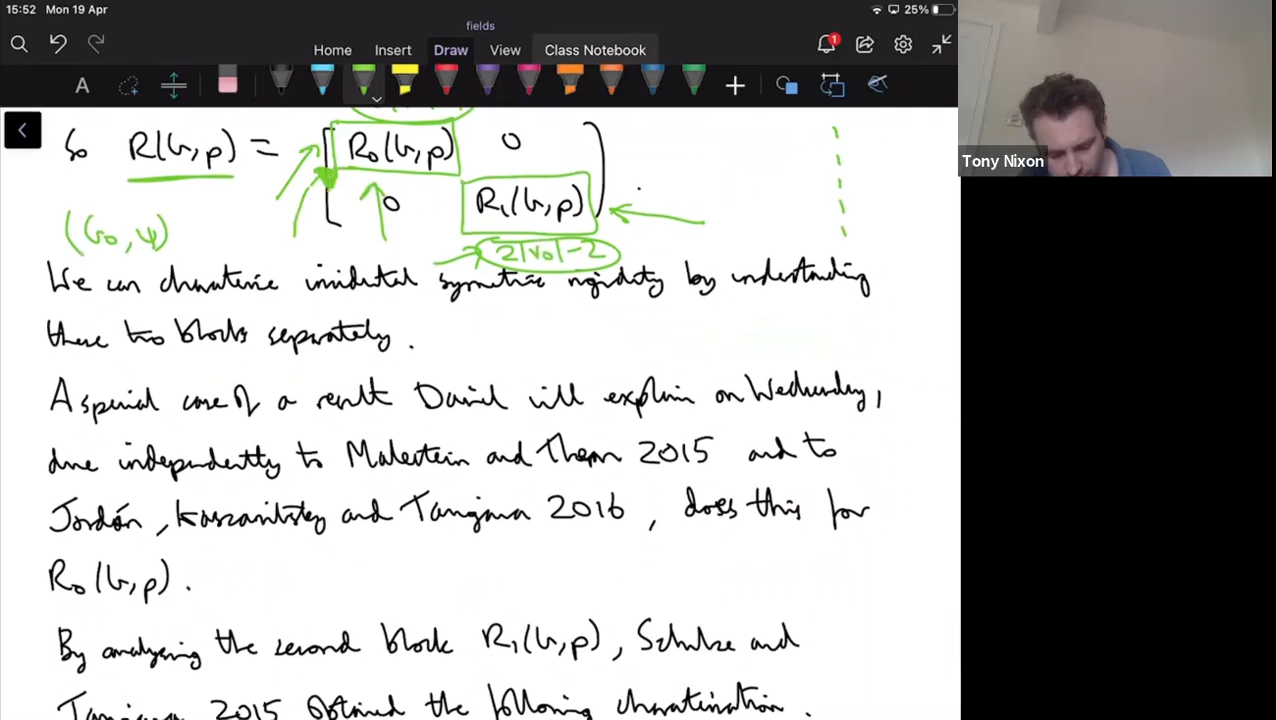 15:52 Mon 19 Apr
25%
fields
Home Insert Draw View Class Notebook
1
A
So R(G,p) = R₀(G,p) 0
0 R₁(G,p)
(G₀,ψ)
2|V₀|-2
We can characterise incidental symmetric rigidity by understanding
these two blocks separately.
A special case of a result Daniel will explain on Wednesday,
due independently to Malestein and Theran 2015 and to
Jordán, Kaszanitzky and Tanigawa 2016, does this for
R₀(G,p).
By analysing the second block R₁(G,p), Schulze and
Tanigawa 2015 obtained the following characterisation.
Tony Nixon